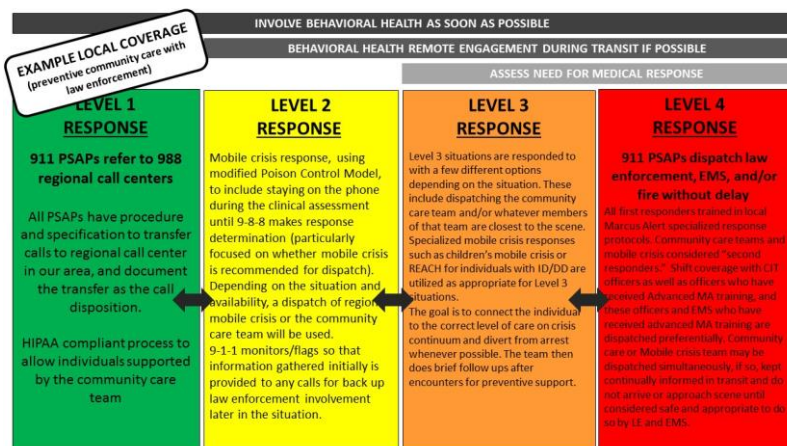 INVOLVE BEHAVIORAL HEALTH AS SOON AS POSSIBLE
BEHAVIORAL HEALTH REMOTE ENGAGEMENT DURING TRANSIT IF POSSIBLE
ASSESS NEED FOR MEDICAL RESPONSE
EXAMPLE LOCAL COVERAGE
(preventive community care with
law enforcement)
LEVEL 1
RESPONSE
911 PSAPs refer to 988
regional call centers
All PSAPs have procedure
and specification to transfer
calls to regional call center
in our area, and document
the transfer as the call
disposition.
HIPAA compliant process to
allow individuals supported
by the community care
team
LEVEL 2
RESPONSE
Mobile crisis response, using
modified Poison Control Model,
to include staying on the phone
during the clinical assessment
until 9-8-8 makes response
determination (particularly
focused on whether mobile crisis
is recommended for dispatch).
Depending on the situation and
availability, a dispatch of regional
mobile crisis or the community
care team will be used.
9-1-1 monitors/flags so that
information gathered initially is
provided to any calls for back up
law enforcement involvement
later in the situation.
LEVEL 3
RESPONSE
Level 3 situations are responded to
with a few different options
depending on the situation. These
include dispatching the community
care team and/or whatever members
of that team are closest to the scene.
Specialized mobile crisis responses
such as children's mobile crisis or
REACH for individuals with ID/DD are
utilized as appropriate for Level 3
situations.
The goal is to connect the individual
to the correct level of care on crisis
continuum and divert from arrest
whenever possible. The team then
does brief follow ups after
encounters for preventive support.
LEVEL 4
RESPONSE
911 PSAPs dispatch law
enforcement, EMS, and/or
fire without delay
All first responders trained in local
Marcus Alert specialized response
protocols. Community care teams and
mobile crisis considered "second
responders." Shift coverage with CIT
officers as well as officers who have
received Advanced MA training, and
these officers and EMS who have
received advanced MA training are
dispatched preferentially. Community
care or Mobile crisis team may be
dispatched simultaneously, if so, kept
continually informed in transit and do
not arrive or approach scene until
considered safe and appropriate to do
so by LE and EMS.